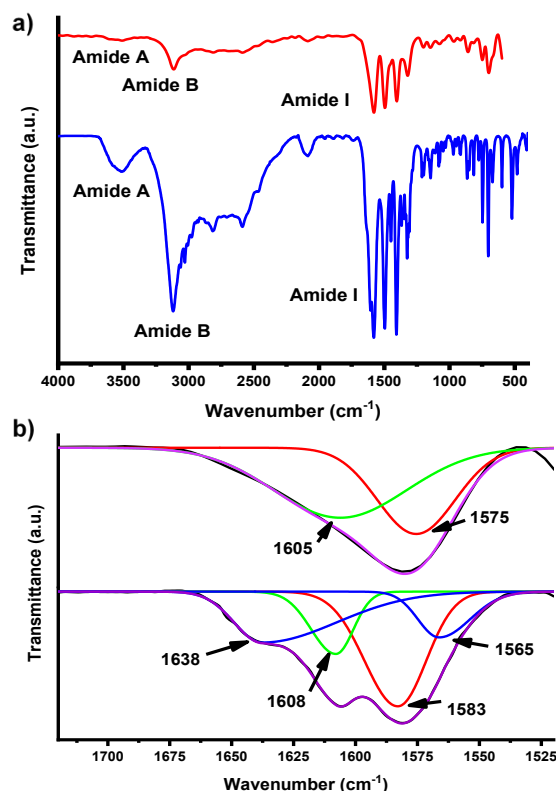 a)
Amide A
Amide B
Amide I
Amide A
Amide I
Amide B
Transmittance (a.u.)
4000 3500 3000 2500 2000 1500 1000 500
Wavenumber (cm⁻¹)
b)
1605
1575
1638
1608
1583
1565
Transmittance (a.u.)
1700 1675 1650 1625 1600 1575 1550 1525
Wavenumber (cm⁻¹)